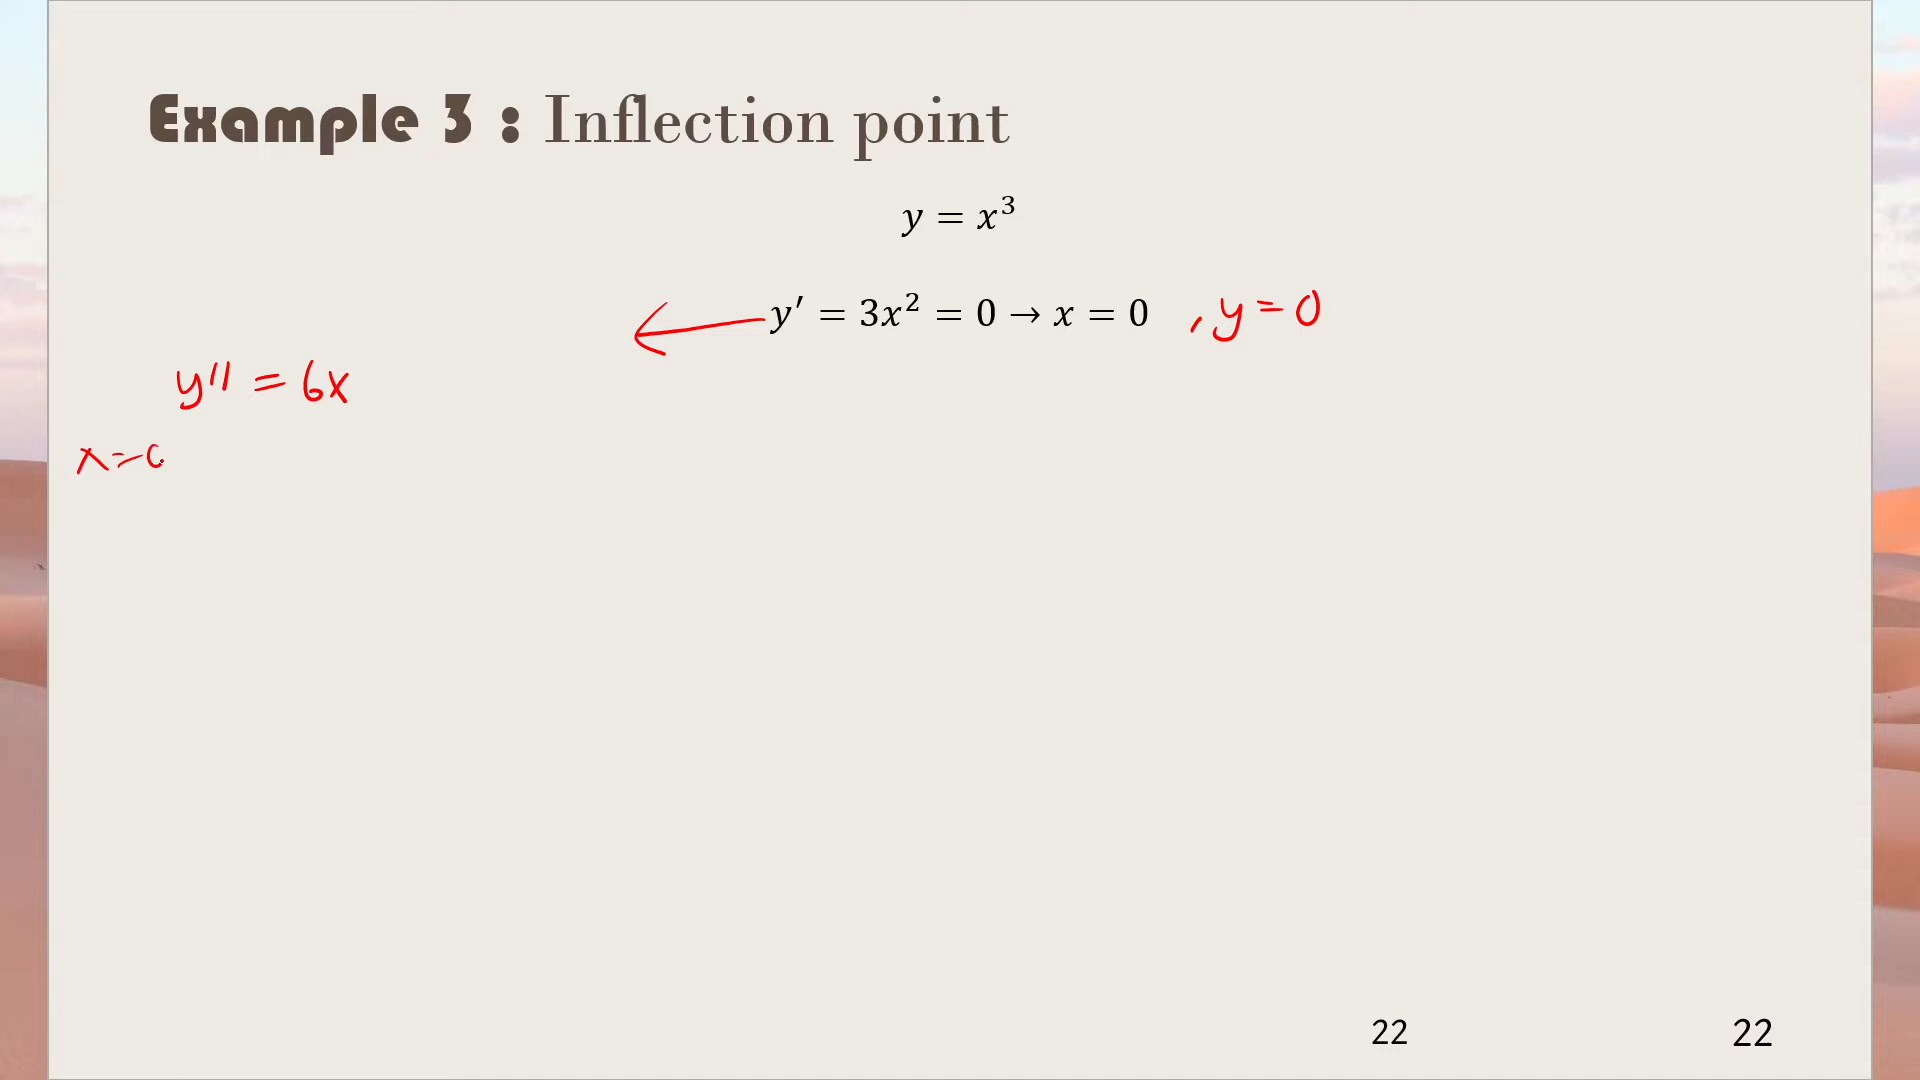 Example 3 : Inflection point
y = x³
y′ = 3x² = 0 → x = 0 , y = 0
y'' = 6x
x = 0
22 22